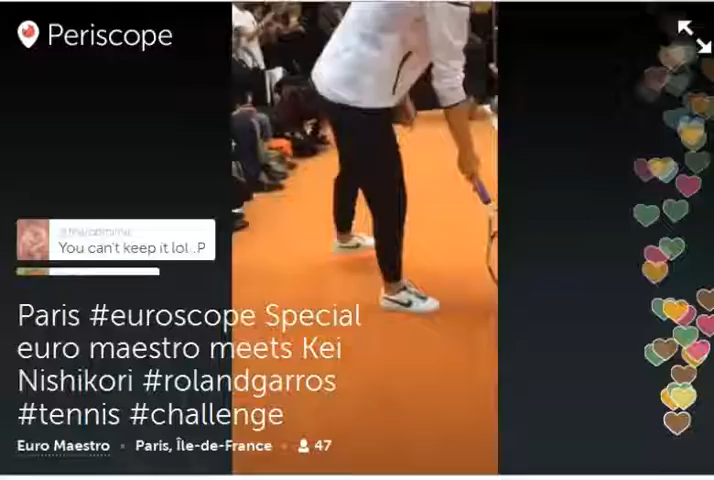 Periscope
You can't keep it lol..P
Paris #euroscope Special
euro maestro meets Kei
Nishikori #rolandgarros
#tennis #challenge
Euro Maestro • Paris, Île-de-France • 47